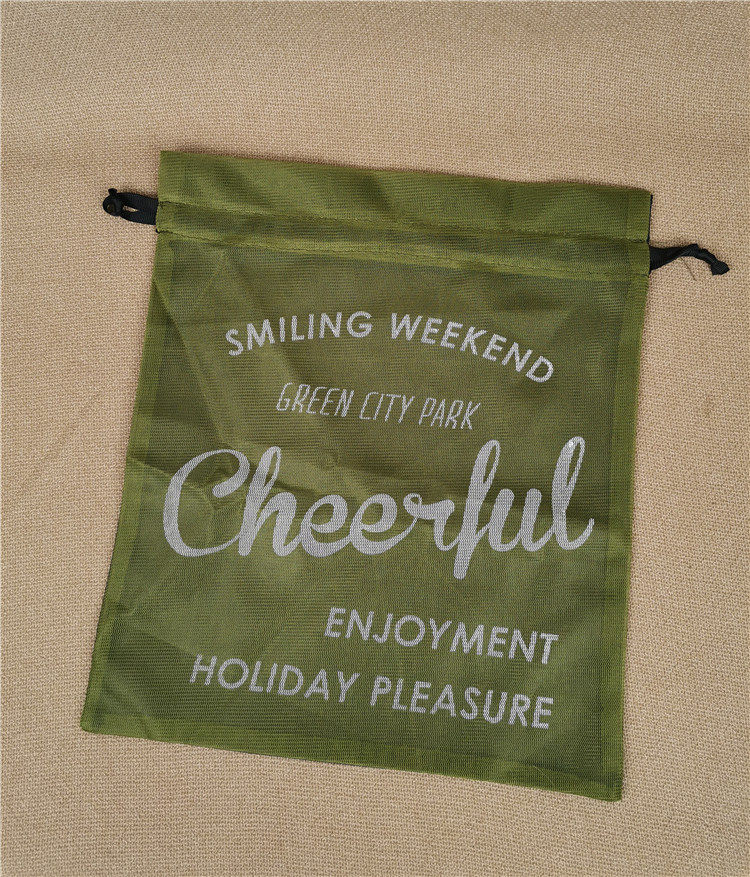 SMILING WEEKEND
GREEN CITY PARK
Cheerful
ENJOYMENT
HOLIDAY PLEASURE